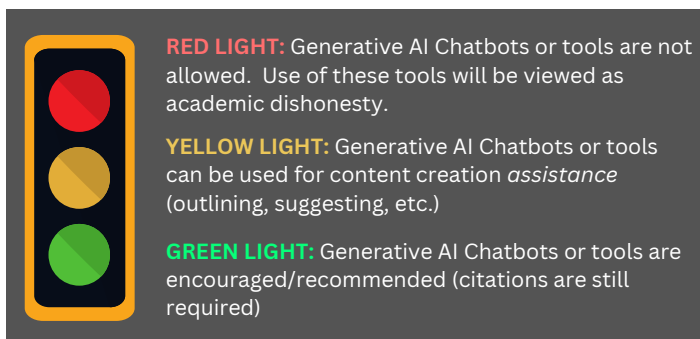 RED LIGHT: Generative AI Chatbots or tools are not
allowed.  Use of these tools will be viewed as
academic dishonesty.
YELLOW LIGHT: Generative AI Chatbots or tools
can be used for content creation assistance
(outlining, suggesting, etc.)
GREEN LIGHT: Generative AI Chatbots or tools are
encouraged/recommended (citations are still
required)